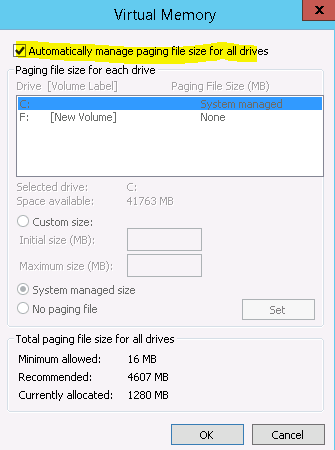 Virtual Memory
x
Automatically manage paging file size for all drives
Paging file size for each drive
Drive [Volume Label] Paging File Size (MB)
C: System managed
F: [New Volume] None
Selected drive: C:
Space available: 41763 MB
Custom size:
Initial size (MB):
Maximum size (MB):
System managed size
No paging file Set
Total paging file size for all drives
Minimum allowed: 16 MB
Recommended: 4607 MB
Currently allocated: 1280 MB
OK Cancel